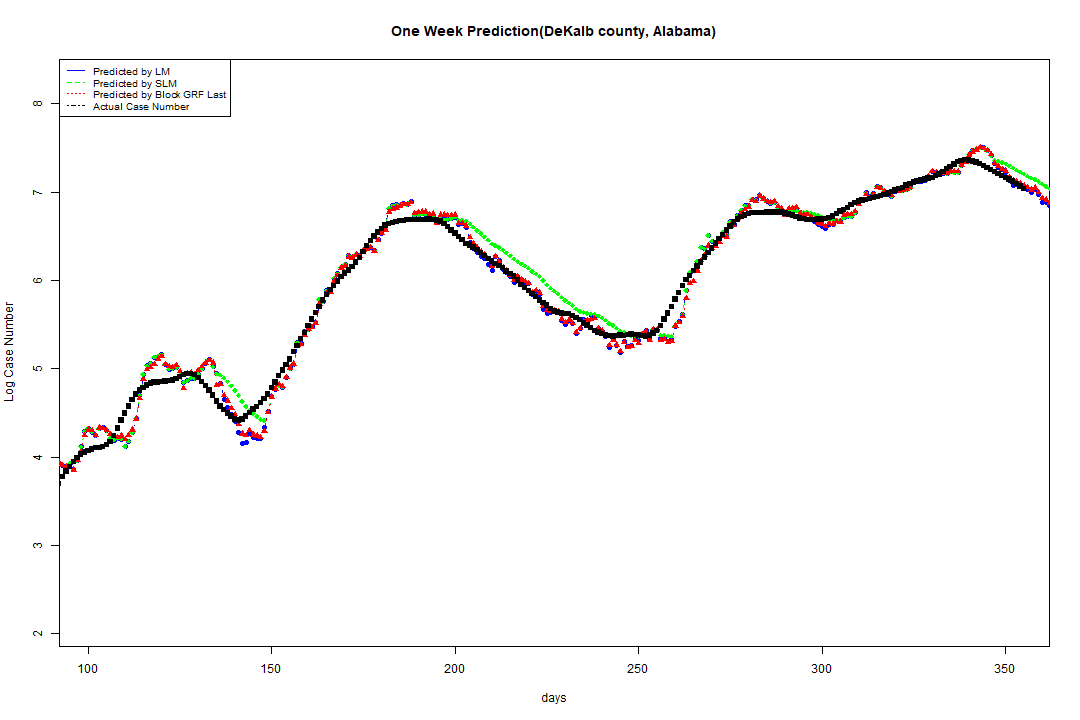 One Week Prediction(DeKalb county, Alabama)
Predicted by LM
Predicted by SLM
Predicted by Block GRF Last
Actual Case Number
8
7
6
5
4
3
2
Log Case Number
100 150 200 250 300 350
days